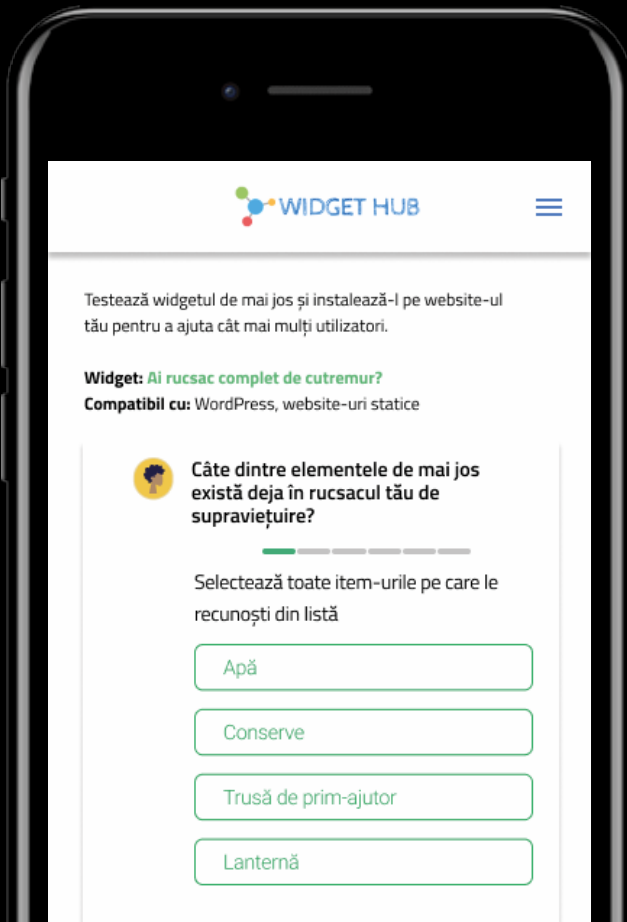 WIDGET HUB
Testează widgetul de mai jos și instalează-l pe website-ul
tău pentru a ajuta cât mai mulți utilizatori.
Widget: Ai rucsac complet de cutremur?
Compatibil cu: WordPress, website-uri statice
Câte dintre elementele de mai jos
există deja în rucsacul tău de
supraviețuire?
Selectează toate item-urile pe care le
recunoști din listă
Apă
Conserve
Trusă de prim-ajutor
Lanternă